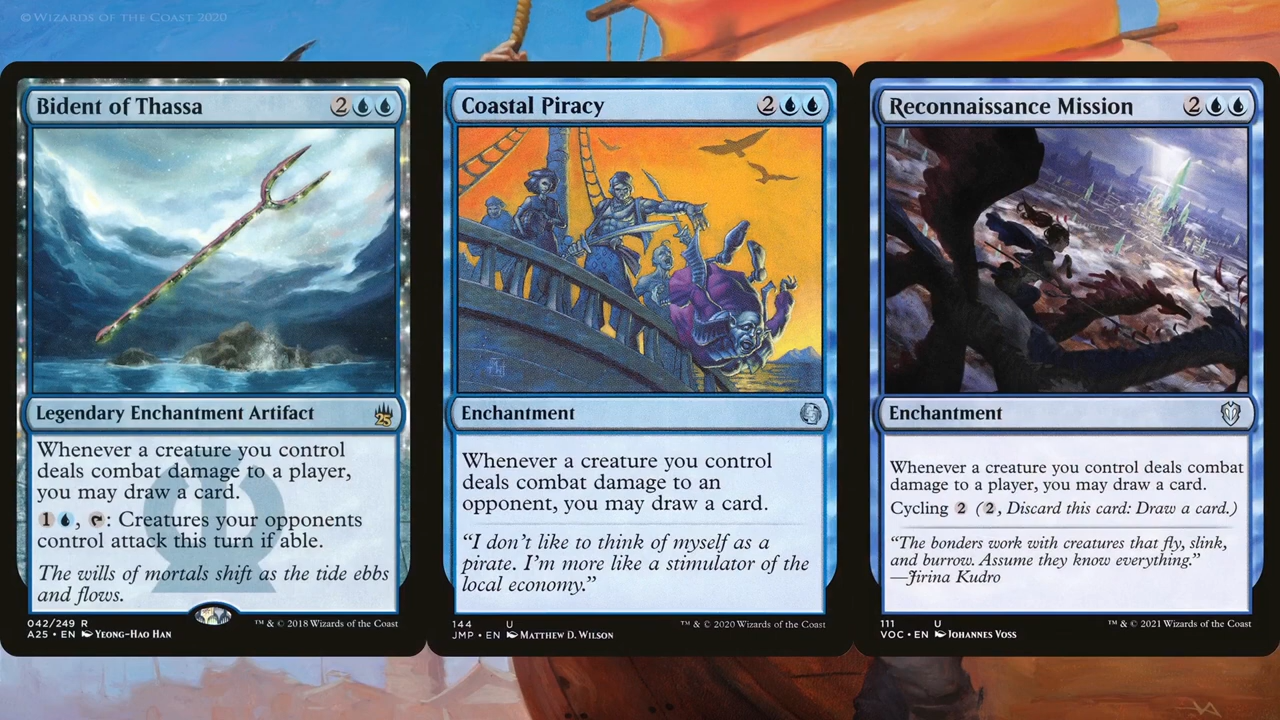 © Wizards of the Coast 2020
Bident of Thassa 2
Legendary Enchantment Artifact 25
Whenever a creature you control
deals combat damage to a player,
you may draw a card.
1 , : Creatures your opponents
control attack this turn if able.
The wills of mortals shift as the tide ebbs
and flows.
042/249 R
A25 • EN Yeong-Hao Han
™ & © 2018 Wizards of the Coast
Coastal Piracy 2
Enchantment
Whenever a creature you control
deals combat damage to an
opponent, you may draw a card.
“I don’t like to think of myself as a
pirate. I’m more like a stimulator of the
local economy.”
144 U
JMP • EN Matthew D. Wilson
™ & © 2020 Wizards of the Coast
Reconnaissance Mission 2
Enchantment
Whenever a creature you control deals combat
damage to a player, you may draw a card.
Cycling 2 (2, Discard this card: Draw a card.)
“The bonders work with creatures that fly, slink,
and burrow. Assume they know everything.”
—Jirina Kudro
111 U
VOC • EN Johannes Voss
™ & © 2021 Wizards of the Coast